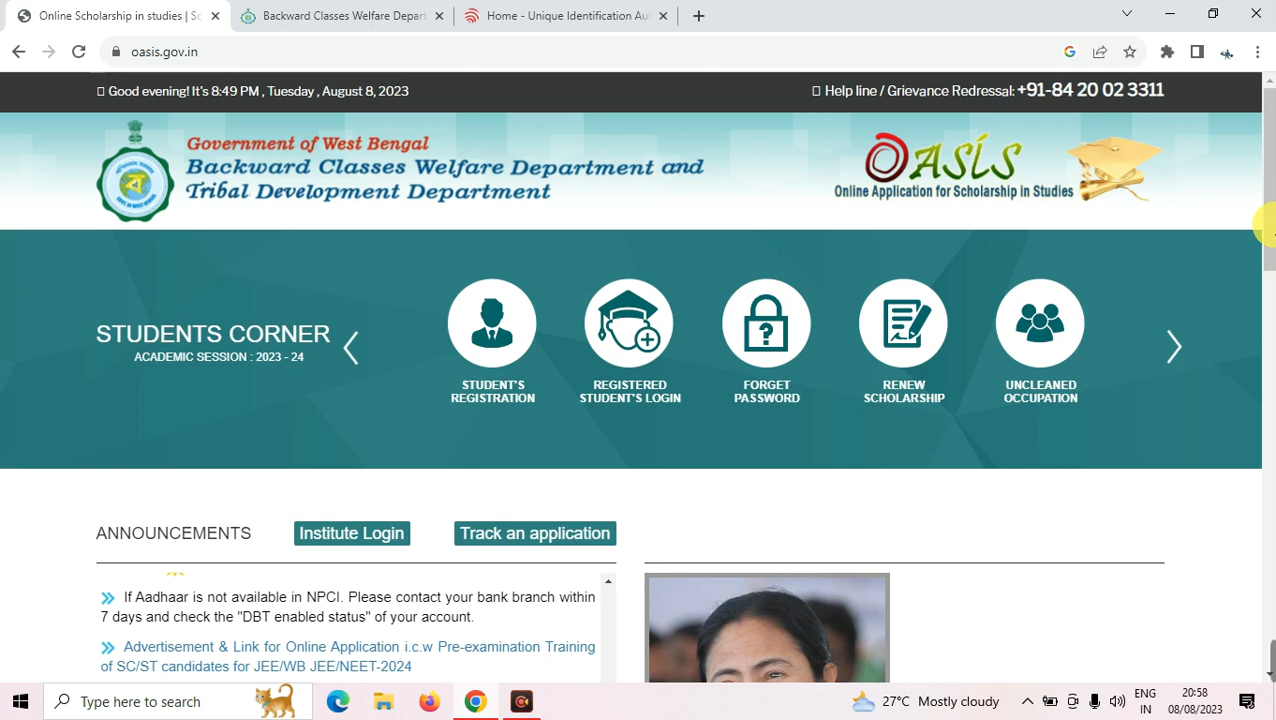 Online Scholarship in studies | Sc
Backward Classes Welfare Depart
Home - Unique Identification Aut
oasis.gov.in
Good evening! It's 8:49 PM , Tuesday , August 8, 2023
Help line / Grievance Redressal: +91-84 20 02 3311
Government of West Bengal
Backward Classes Welfare Department and
Tribal Development Department
OASIS
Online Application for Scholarship in Studies
STUDENTS CORNER
ACADEMIC SESSION : 2023 - 24
STUDENT'S
REGISTRATION
REGISTERED
STUDENT'S LOGIN
FORGET
PASSWORD
RENEW
SCHOLARSHIP
UNCLEANED
OCCUPATION
ANNOUNCEMENTS
Institute Login
Track an application
If Aadhaar is not available in NPCI. Please contact your bank branch within
7 days and check the "DBT enabled status" of your account.
Advertisement & Link for Online Application i.c.w Pre-examination Training
of SC/ST candidates for JEE/WB JEE/NEET-2024
Type here to search
27°C Mostly cloudy
ENG
IN
20:58
08/08/2023